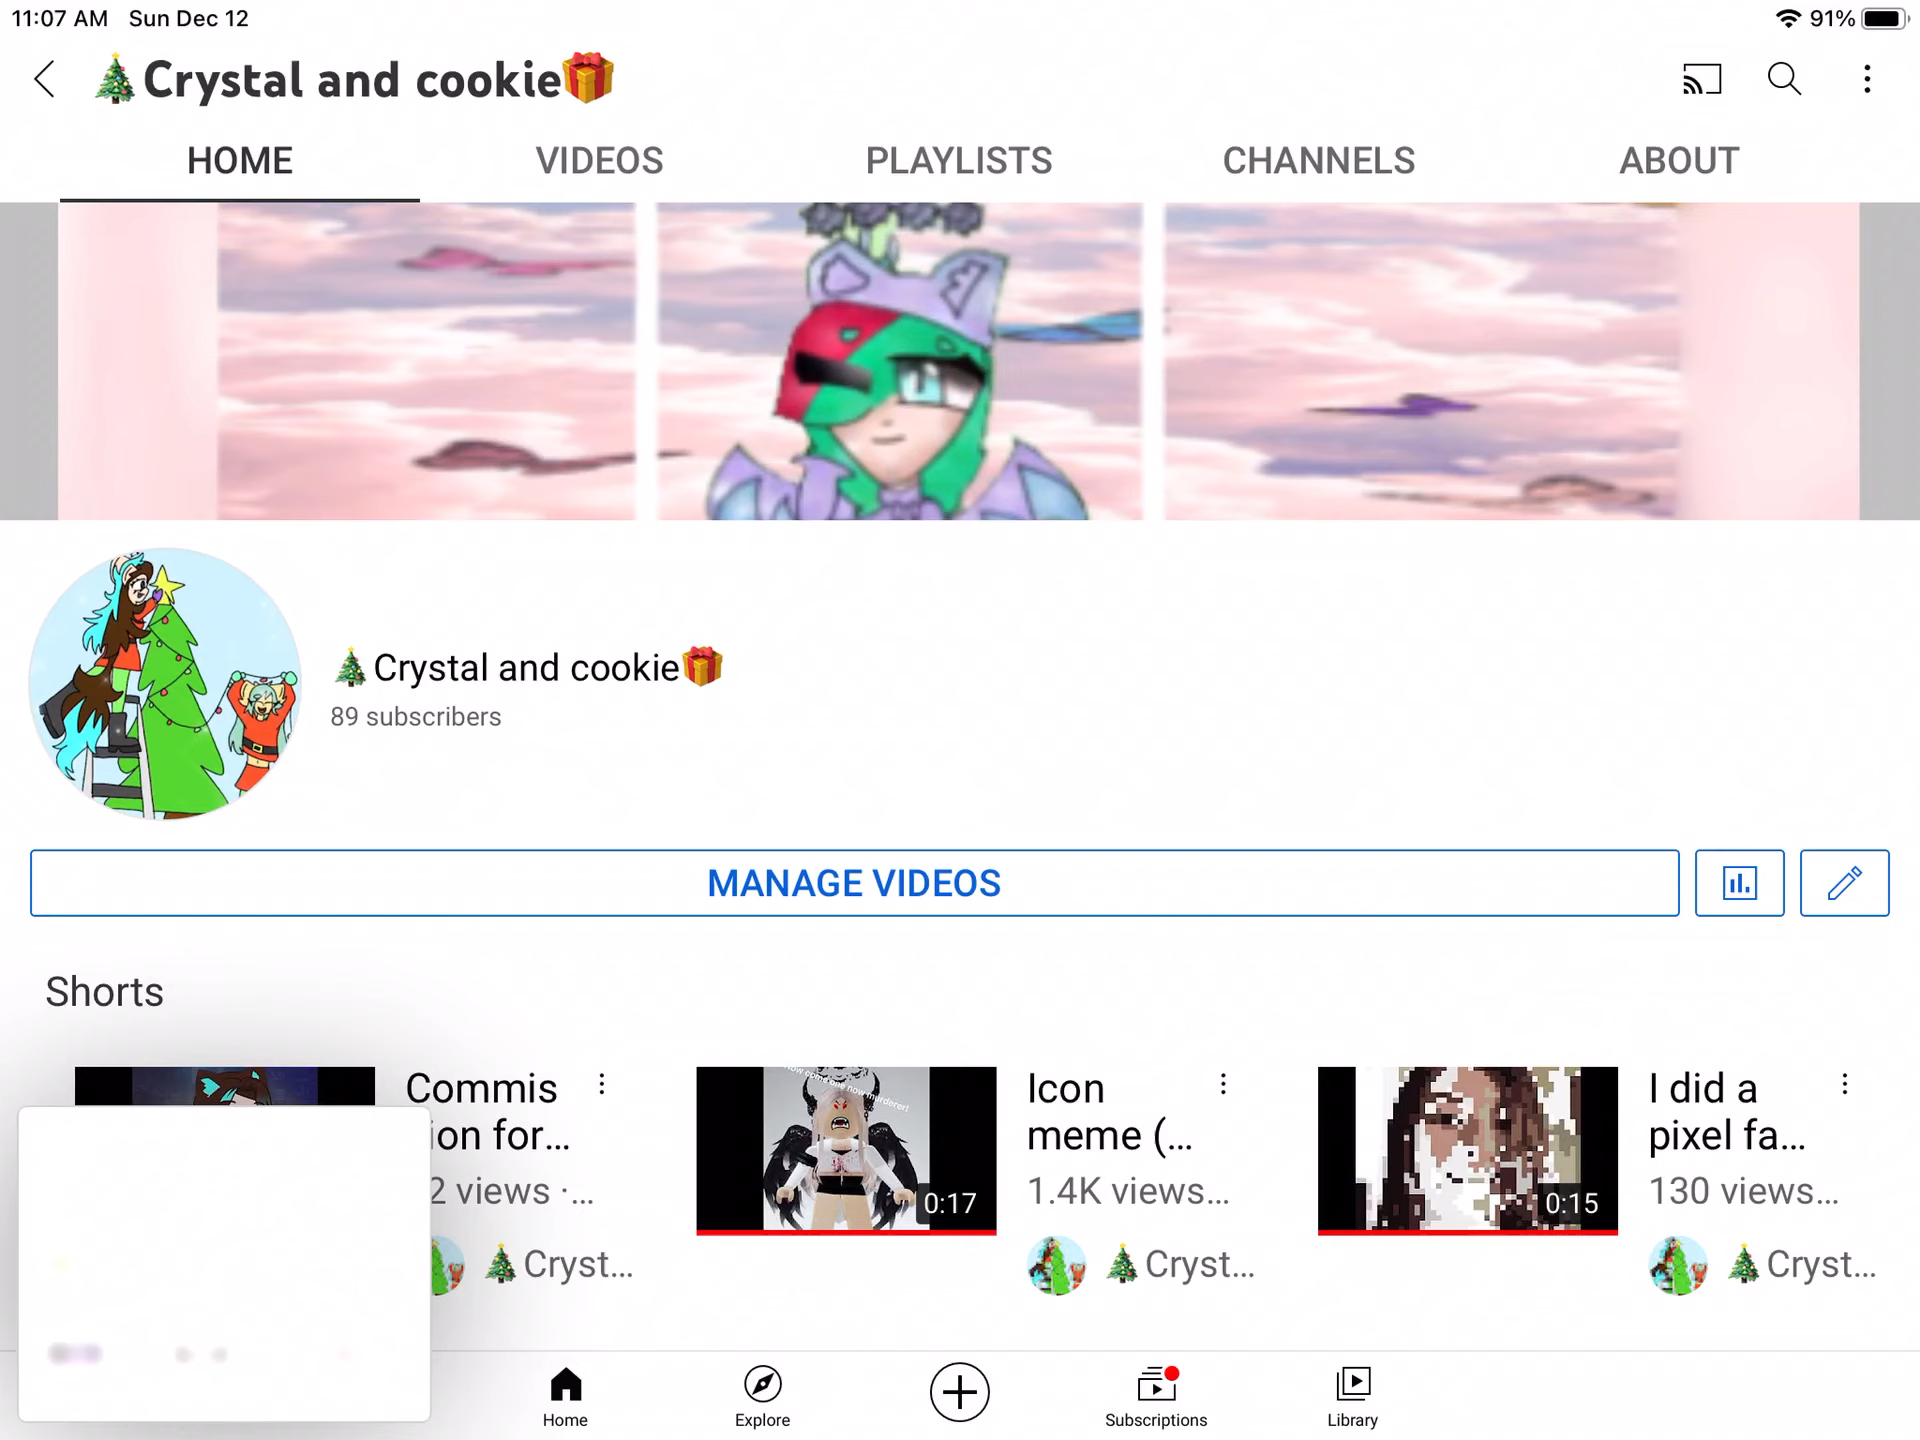 11:07 AM Sun Dec 12 91%
🎄Crystal and cookie🎁
HOME VIDEOS PLAYLISTS CHANNELS ABOUT
🎄Crystal and cookie🎁
89 subscribers
MANAGE VIDEOS
Shorts
Commis
ion for...
2 views ·...
🎄Cryst...
now murderer!
0:17
Icon
meme (...
1.4K views...
🎄Cryst...
0:15
I did a
pixel fa...
130 views...
🎄Cryst...
Home Explore Subscriptions Library